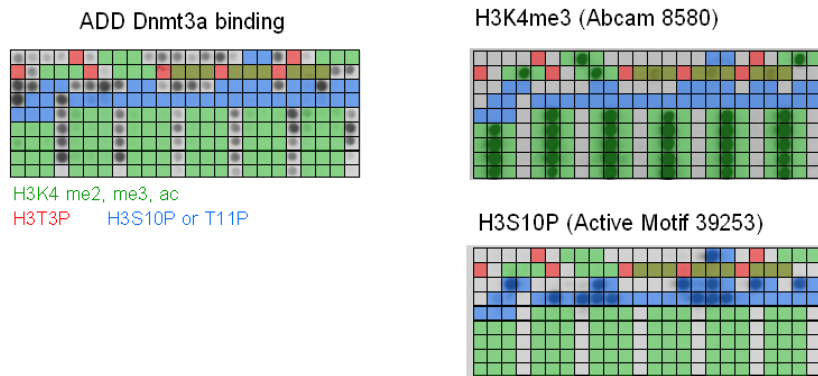 ADD Dnmt3a binding
H3K4 me2, me3, ac
H3T3P H3S10P or T11P
H3K4me3 (Abcam 8580)
H3S10P (Active Motif 39253)